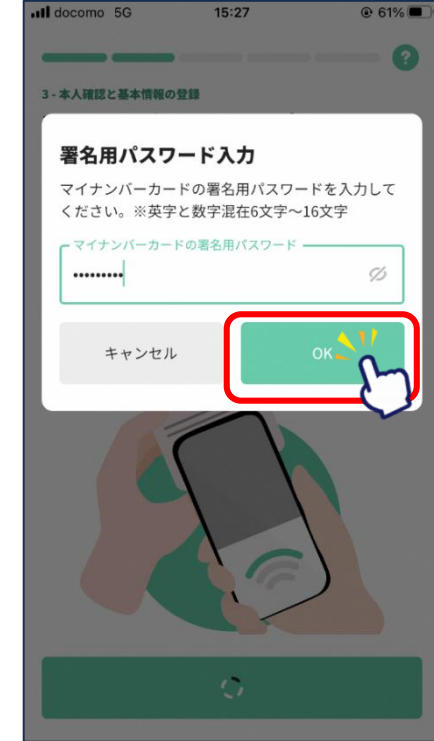 docomo 5G 15:27 61%
?
3 - 本人確認と基本情報の登録
署名用パスワード入力
マイナンバーカードの署名用パスワードを入力して
ください。※英字と数字混在6文字～16文字
マイナンバーカードの署名用パスワード
•••••••••
キャンセル OK